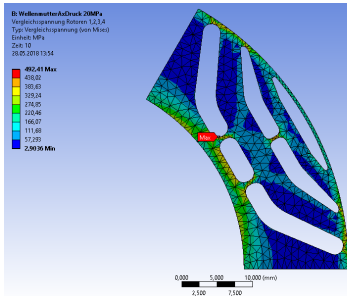 B: WellenmutterAxDruck 20MPa
Vergleichsspannung Rotoren 1,2,3,4
Typ: Vergleichsspannung (von Mises)
Einheit: MPa
Zeit: 10
28.05.2018 13:54
492,41 Max
438,02
383,63
329,24
274,85
220,46
166,07
111,68
57,293
2,9036 Min
Max
0,000 5,000 10,000 (mm)
2,500 7,500